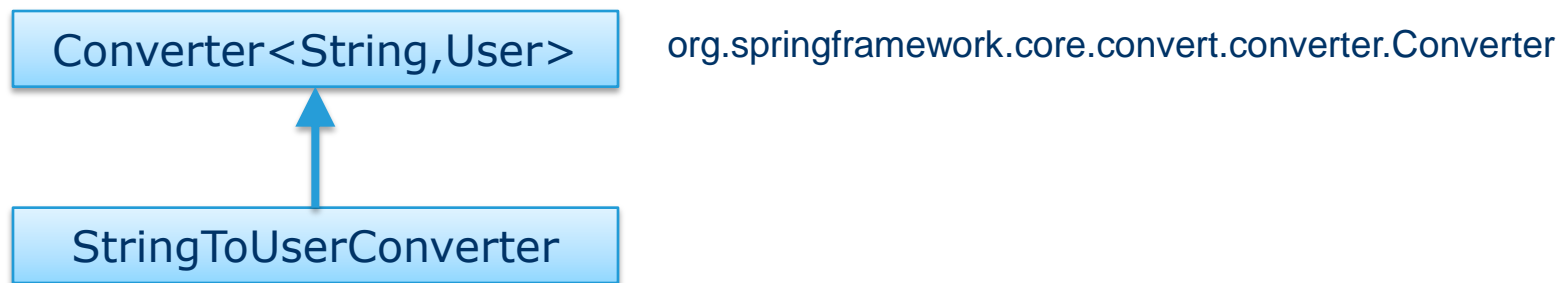 Converter<String,User>
org.springframework.core.convert.converter.Converter
StringToUserConverter